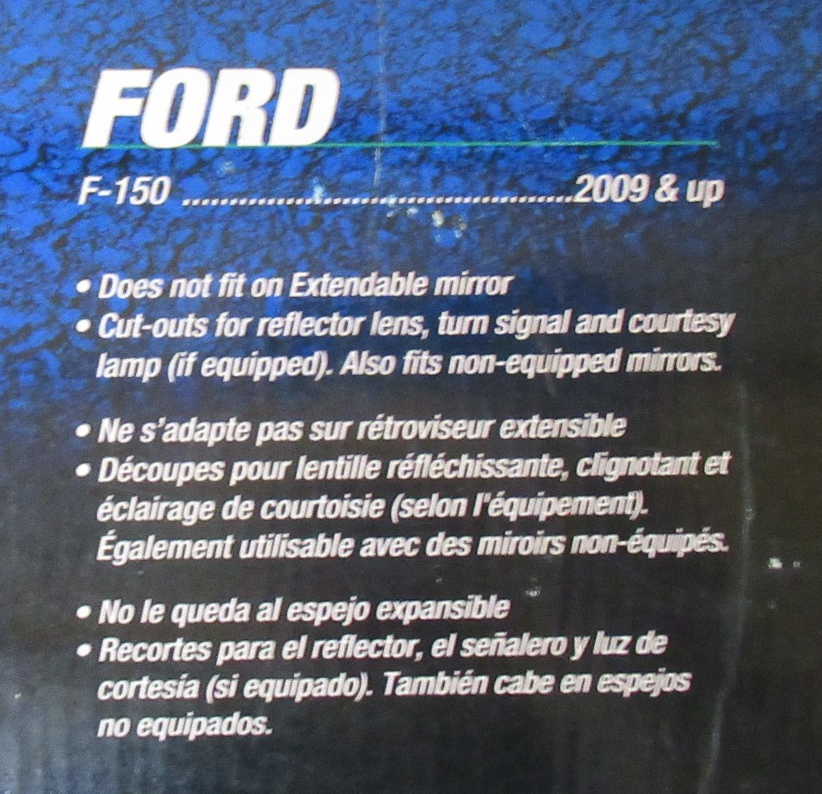 FORD
F-150 ..........................................2009 & up
• Does not fit on Extendable mirror
• Cut-outs for reflector lens, turn signal and courtesy
lamp (if equipped). Also fits non-equipped mirrors.
• Ne s'adapte pas sur rétroviseur extensible
• Découpes pour lentille réfléchissante, clignotant et
éclairage de courtoisie (selon l'équipement).
Également utilisable avec des miroirs non-équipés.
• No le queda al espejo expansible
• Recortes para el reflector, el señalero y luz de
cortesía (si equipado). También cabe en espejos
no equipados.